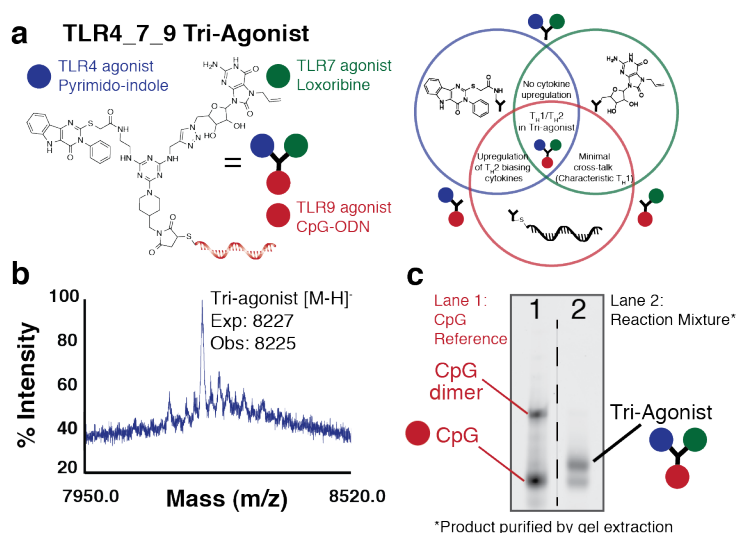 a TLR4_7_9 Tri-Agonist
TLR4 agonist
Pyrimido-indole
TLR7 agonist
Loxoribine
=
TLR9 agonist
CpG-ODN
No cytokine
upregulation
TH1/TH2
in Tri-agonist
Upregulation
of TH2 biasing
cytokines
Minimal
cross-talk
(Characteristic TH1)
b
Tri-agonist [M-H]-
Exp: 8227
Obs: 8225
% Intensity
100
80
60
40
20
7950.0
Mass (m/z)
8520.0
c
Lane 1:
CpG
Reference
1 2
Lane 2:
Reaction Mixture*
CpG
dimer
CpG
Tri-Agonist
*Product purified by gel extraction